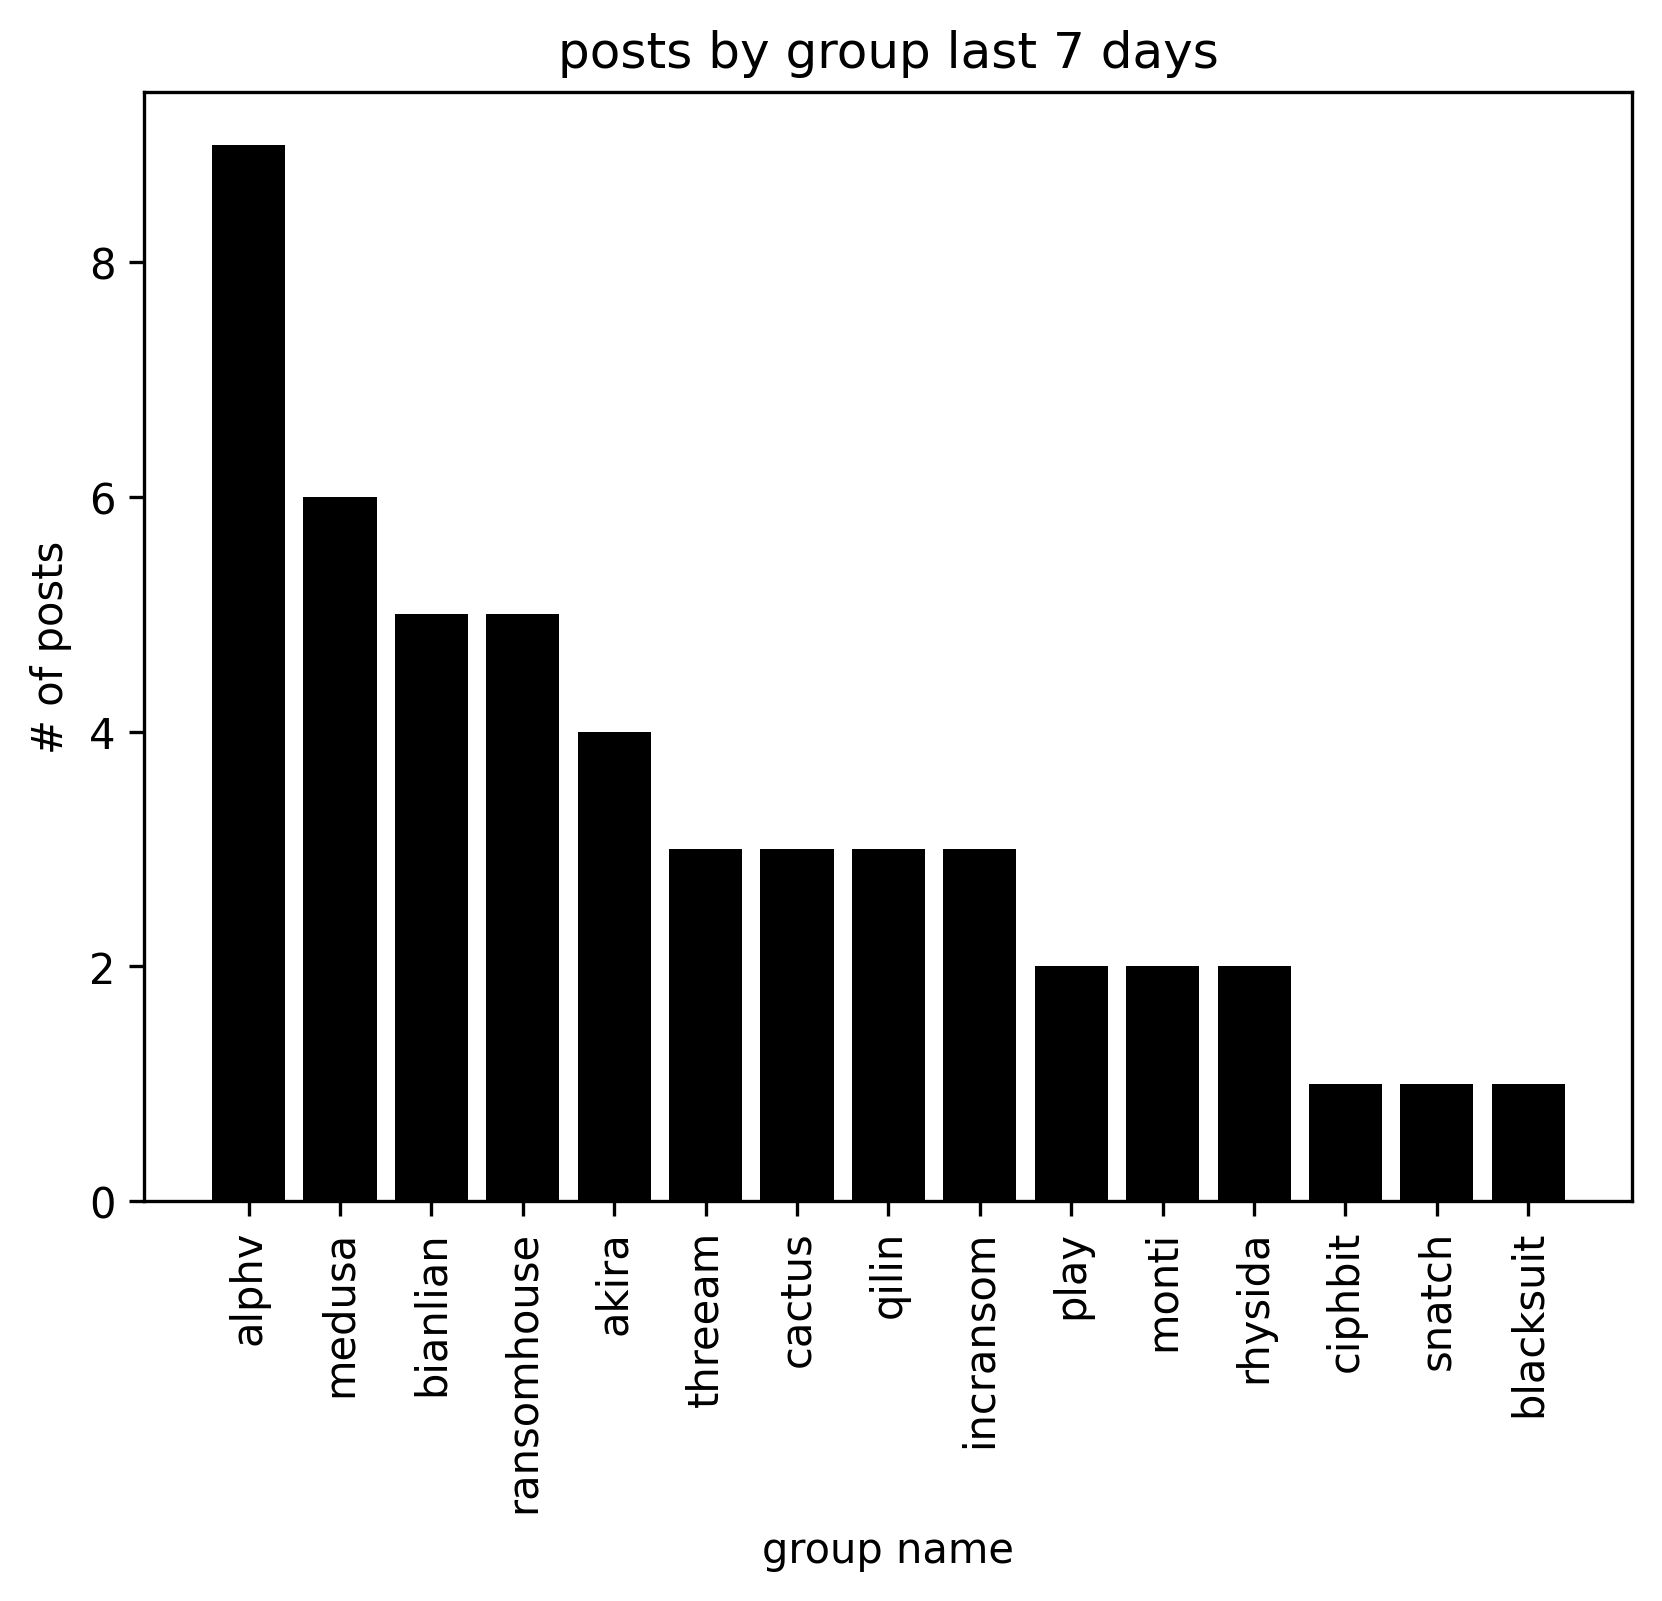 posts by group last 7 days
# of posts
8
6
4
2
0
alphv
medusa
bianlian
ransomhouse
akira
threeam
cactus
qilin
incransom
play
monti
rhysida
ciphbit
snatch
blacksuit
group name